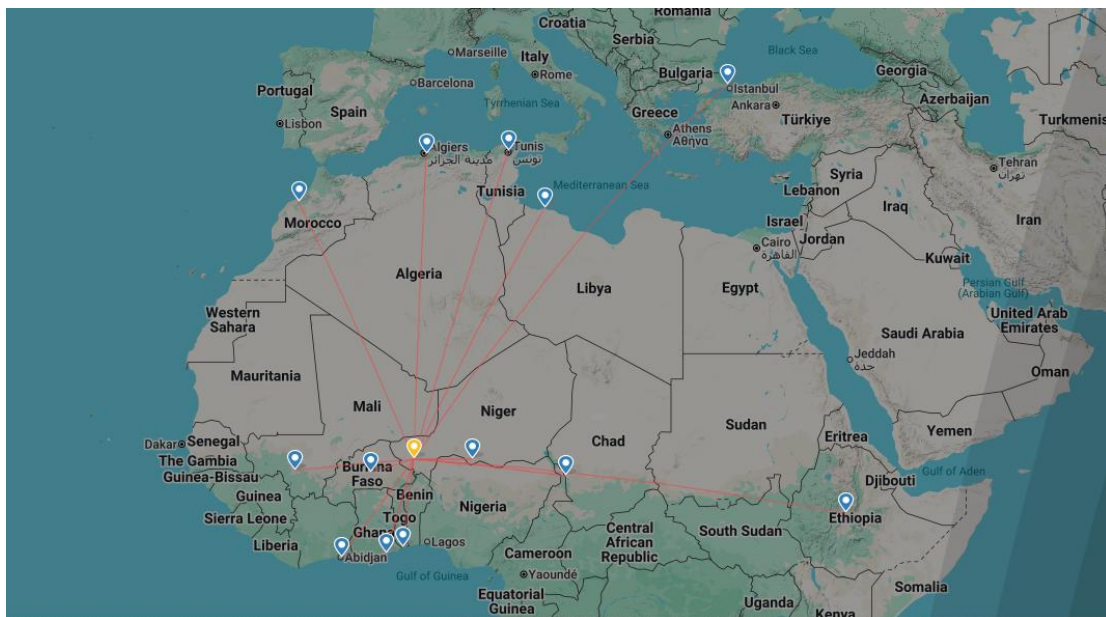 Croatia
Romania
Serbia
Marseille
Italy
Rome
Black Sea
Georgia
Barcelona
Bulgaria
Istanbul
Portugal
Spain
Tyrrhenian Sea
Greece
Ankara
Türkiye
Azerbaijan
Lisbon
Athens
Αθήνα
Turkmenis
Algiers
مدينة الجزائر
Tunis
تونس
Tehran
تهران
Syria
Lebanon
Mediterranean Sea
Tunisia
Morocco
Israel
Iraq
Iran
Cairo
القاهرة
Jordan
Kuwait
Algeria
Libya
Egypt
Persian Gulf
(Arabian Gulf)
Western
Sahara
United Arab
Emirates
Saudi Arabia
Jeddah
جدة
Oman
Mauritania
Mali
Niger
Chad
Sudan
Eritrea
Yemen
Dakar
Senegal
The Gambia
Guinea-Bissau
Burkina
Faso
Gulf of Aden
Djibouti
Guinea
Benin
Nigeria
Ethiopia
Sierra Leone
Togo
Ghana
South Sudan
Central
African
Republic
Liberia
Abidjan
Lagos
Cameroon
Somalia
Gulf of Guinea
Yaoundé
Equatorial
Guinea
Uganda
Kenya